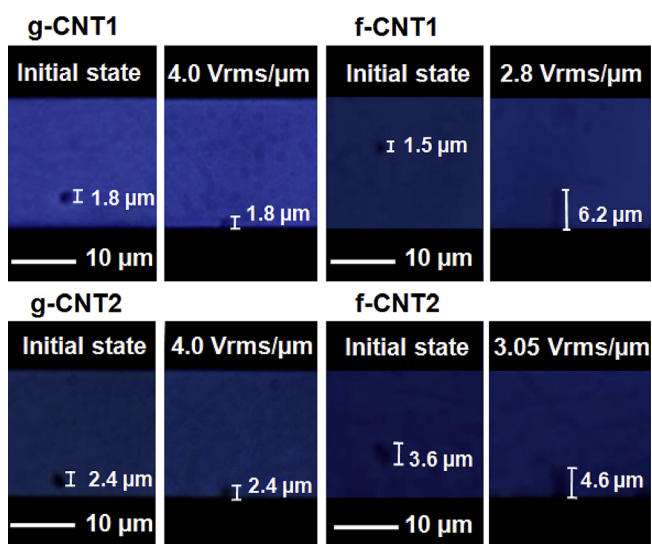 g-CNT1
f-CNT1
Initial state
4.0 Vrms/µm
Initial state
2.8 Vrms/µm
1.8 µm
1.8 µm
1.5 µm
6.2 µm
10 µm
10 µm
g-CNT2
f-CNT2
Initial state
4.0 Vrms/µm
Initial state
3.05 Vrms/µm
2.4 µm
2.4 µm
3.6 µm
4.6 µm
10 µm
10 µm